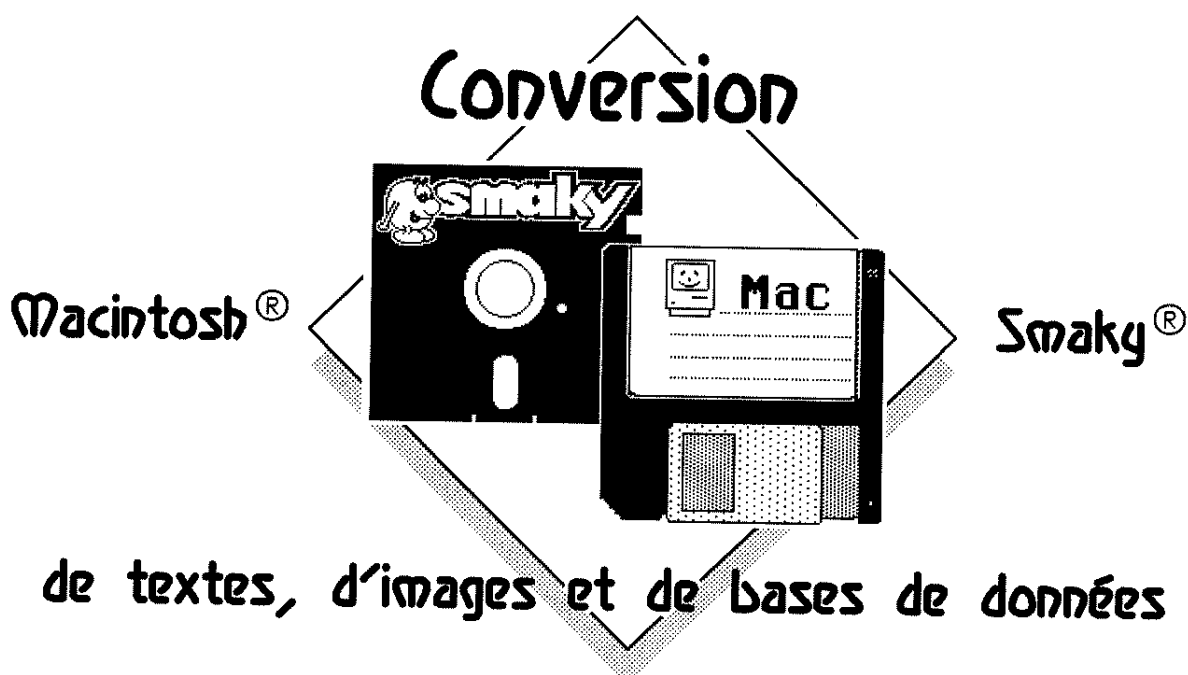 Conversion
smaky
Mac
Macintosh®
Smaky®
de textes, d'images et de bases de données